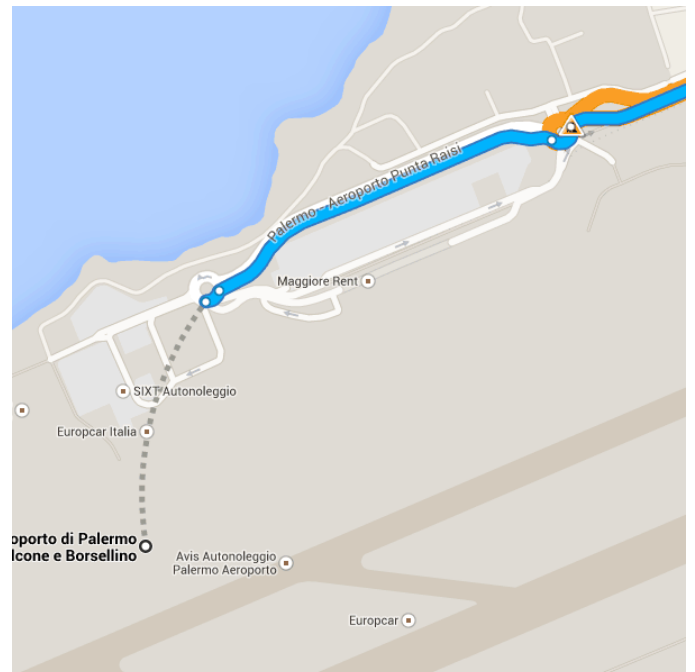 Palermo - Aeroporto Punta Raisi
Maggiore Rent
SIXT Autonoleggio
Europcar Italia
oporto di Palermo
lcone e Borsellino
Avis Autonoleggio
Palermo Aeroporto
Europcar